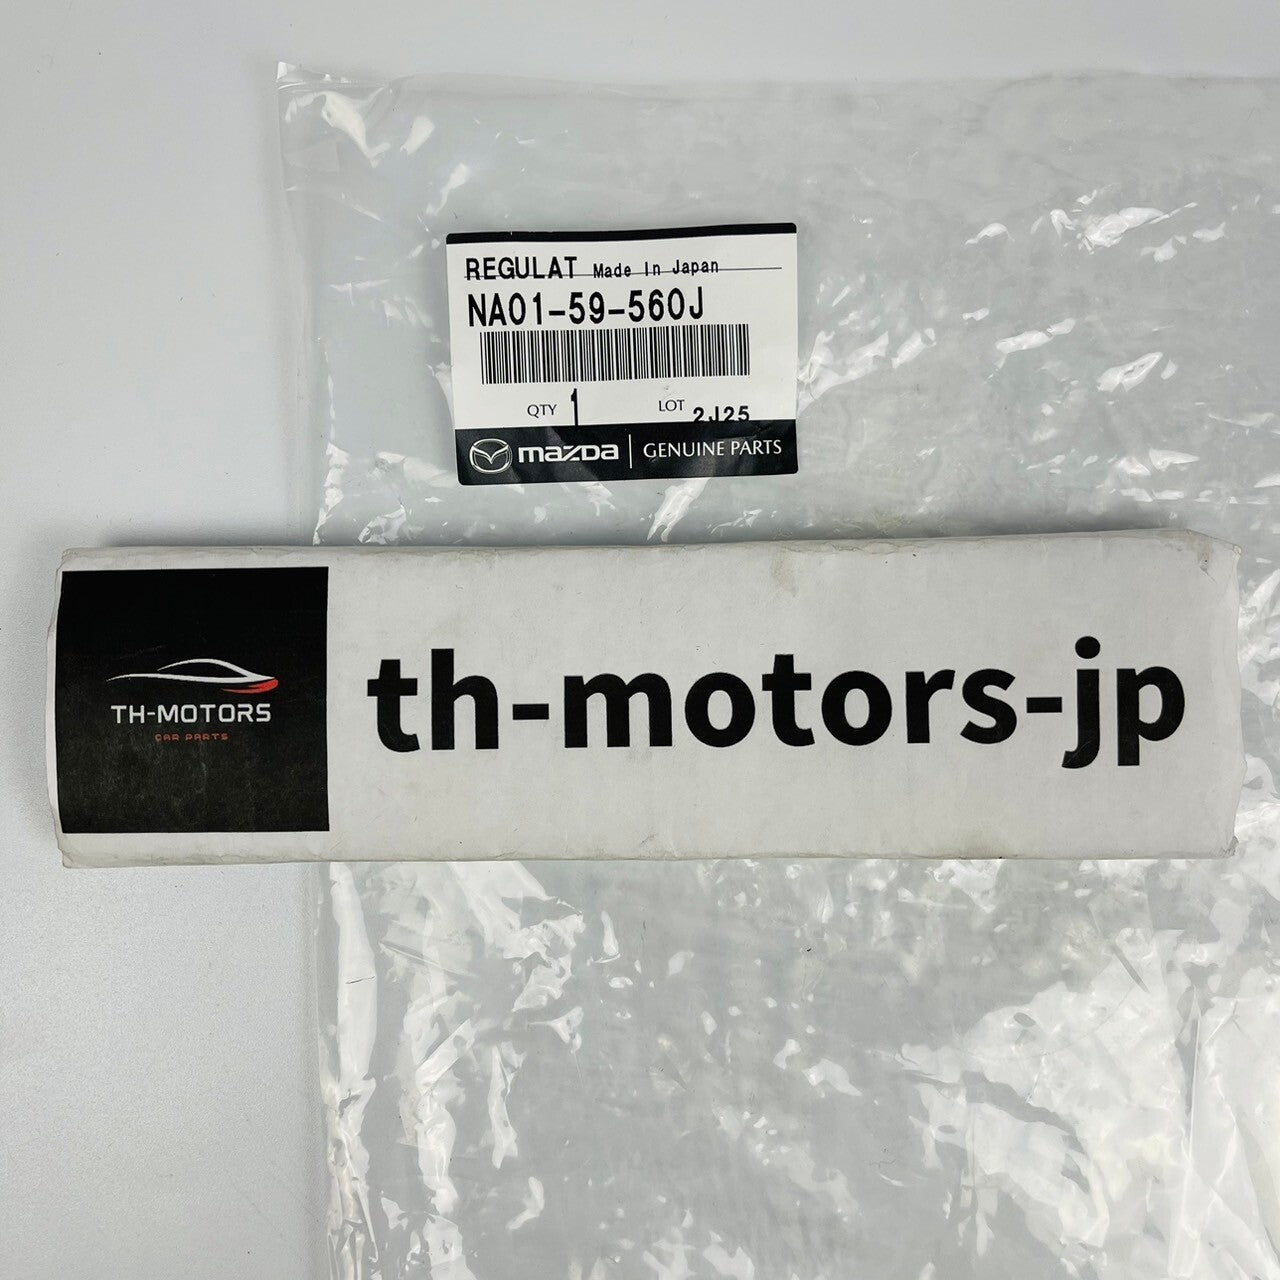 REGULAT Made In Japan
NA01-59-560J
QTY 1 LOT 2J25
mazda GENUINE PARTS
TH-MOTORS
CAR PARTS
th-motors-jp